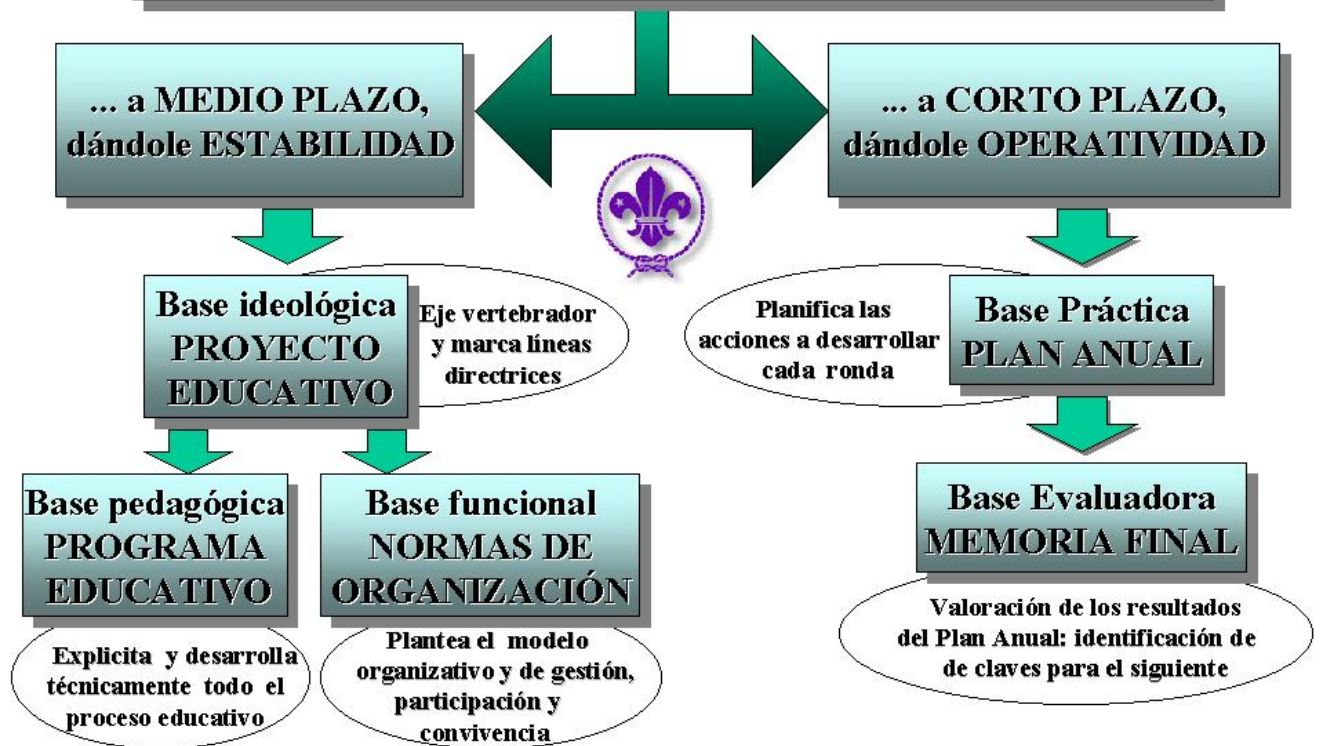 ... a MEDIO PLAZO,
dándole ESTABILIDAD
... a CORTO PLAZO,
dándole OPERATIVIDAD
Base ideológica
PROYECTO
EDUCATIVO
Eje vertebrador
y marca líneas
directrices
Planifica las
acciones a desarrollar
cada ronda
Base Práctica
PLAN ANUAL
Base pedagógica
PROGRAMA
EDUCATIVO
Base funcional
NORMAS DE
ORGANIZACIÓN
Base Evaluadora
MEMORIA FINAL
Explicita y desarrolla
técnicamente todo el
proceso educativo
Plantea el modelo
organizativo y de gestión,
participación y
convivencia
Valoración de los resultados
del Plan Anual: identificación de
de claves para el siguiente